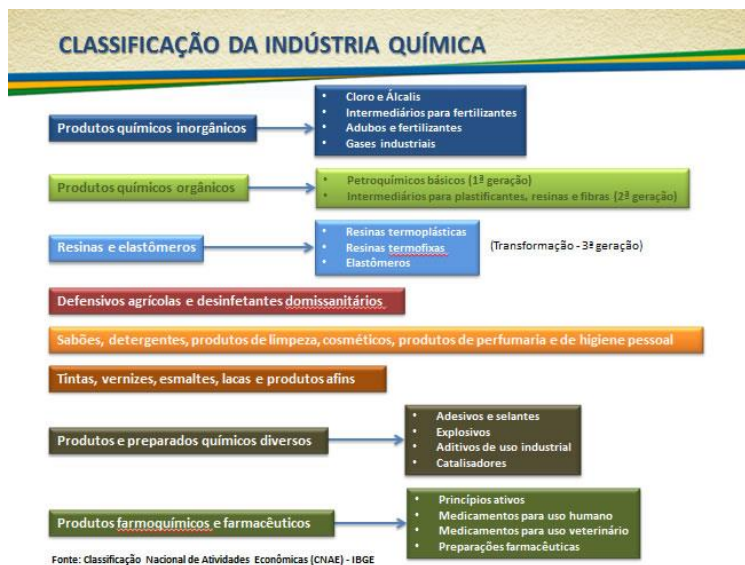 CLASSIFICAÇÃO DA INDÚSTRIA QUÍMICA
Produtos químicos inorgânicos
• Cloro e Álcalis
• Intermediários para fertilizantes
• Adubos e fertilizantes
• Gases industriais
Produtos químicos orgânicos
• Petroquímicos básicos (1ª geração)
• Intermediários para plastificantes, resinas e fibras (2ª geração)
Resinas e elastômeros
• Resinas termoplásticas
• Resinas termofixas
• Elastômeros
(Transformação - 3ª geração)
Defensivos agrícolas e desinfetantes domissanitários
Sabões, detergentes, produtos de limpeza, cosméticos, produtos de perfumaria e de higiene pessoal
Tintas, vernizes, esmaltes, lacas e produtos afins
Produtos e preparados químicos diversos
• Adesivos e selantes
• Explosivos
• Aditivos de uso industrial
• Catalisadores
Produtos farmoquímicos e farmacêuticos
• Princípios ativos
• Medicamentos para uso humano
• Medicamentos para uso veterinário
• Preparações farmacêuticas
Fonte: Classificação Nacional de Atividades Econômicas (CNAE) - IBGE